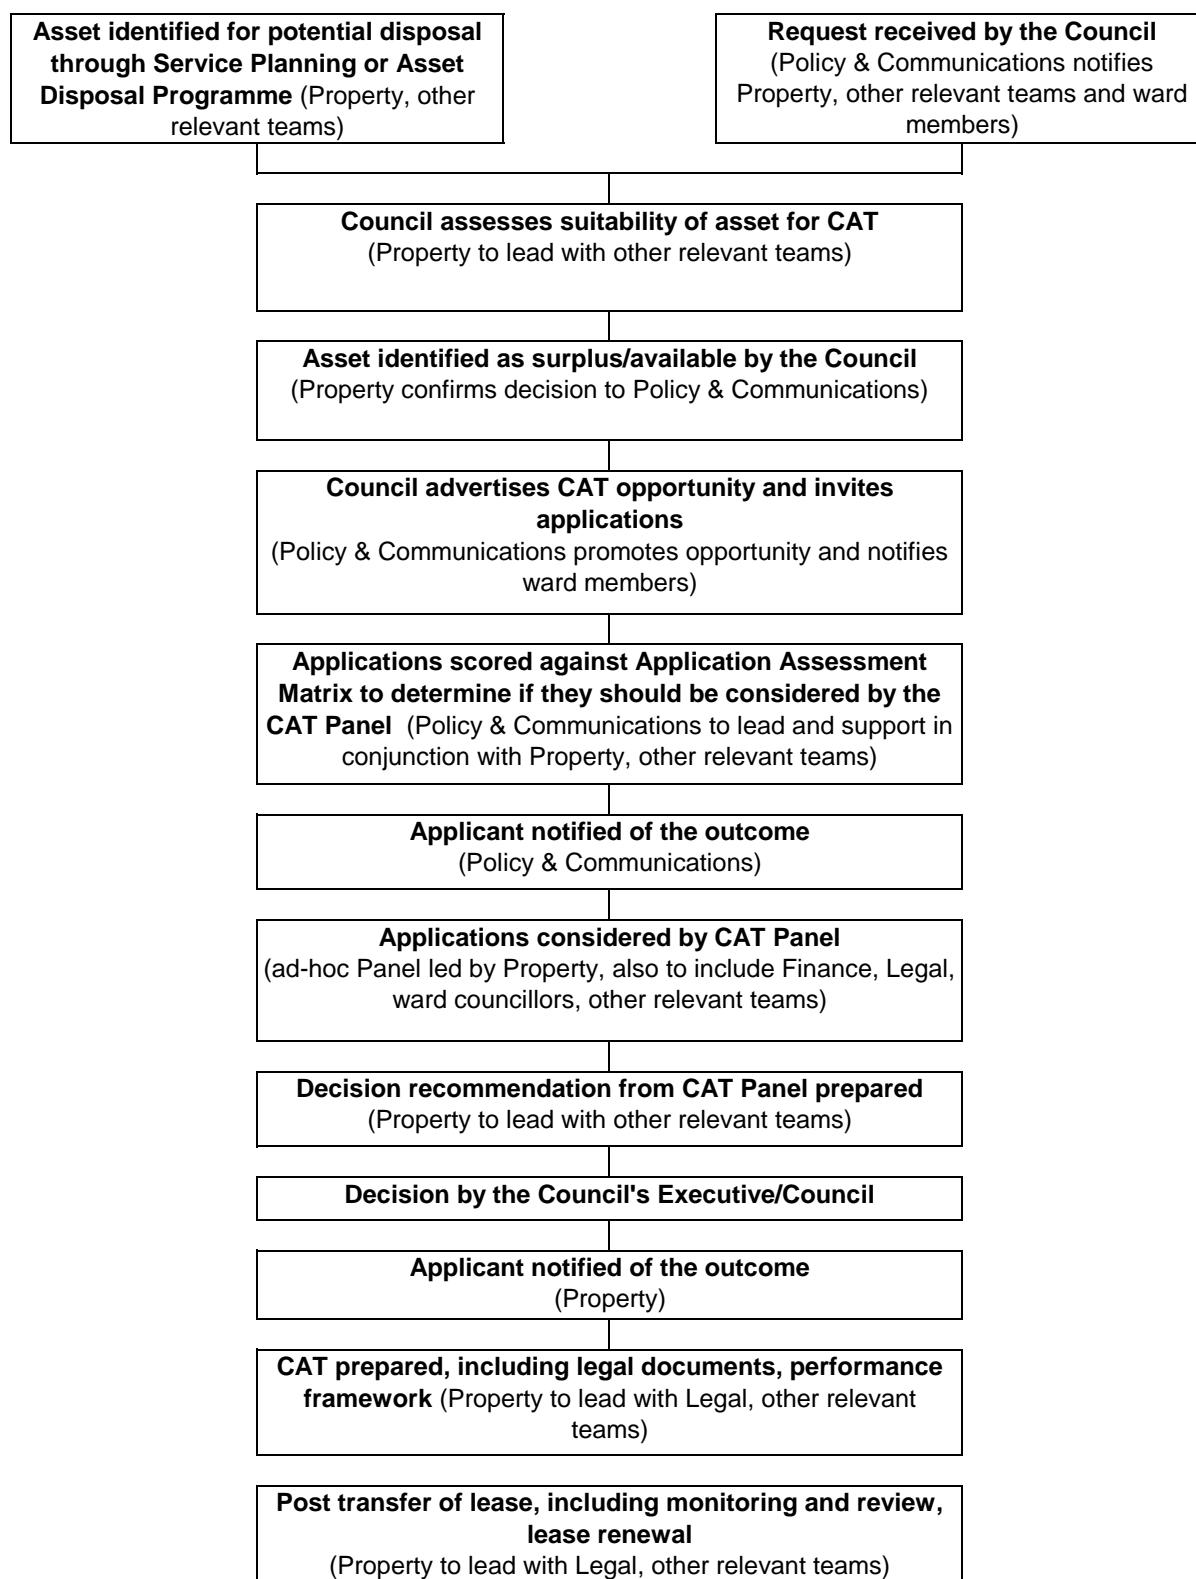 Asset identified for potential disposal
through Service Planning or Asset
Disposal Programme (Property, other
relevant teams)
Request received by the Council
(Policy & Communications notifies
Property, other relevant teams and ward
members)
Council assesses suitability of asset for CAT
(Property to lead with other relevant teams)
Asset identified as surplus/available by the Council
(Property confirms decision to Policy & Communications)
Council advertises CAT opportunity and invites
applications
(Policy & Communications promotes opportunity and notifies
ward members)
Applications scored against Application Assessment
Matrix to determine if they should be considered by the
CAT Panel (Policy & Communications to lead and support in
conjunction with Property, other relevant teams)
Applicant notified of the outcome
(Policy & Communications)
Applications considered by CAT Panel
(ad-hoc Panel led by Property, also to include Finance, Legal,
ward councillors, other relevant teams)
Decision recommendation from CAT Panel prepared
(Property to lead with other relevant teams)
Decision by the Council's Executive/Council
Applicant notified of the outcome
(Property)
CAT prepared, including legal documents, performance
framework (Property to lead with Legal, other relevant
teams)
Post transfer of lease, including monitoring and review,
lease renewal
(Property to lead with Legal, other relevant teams)